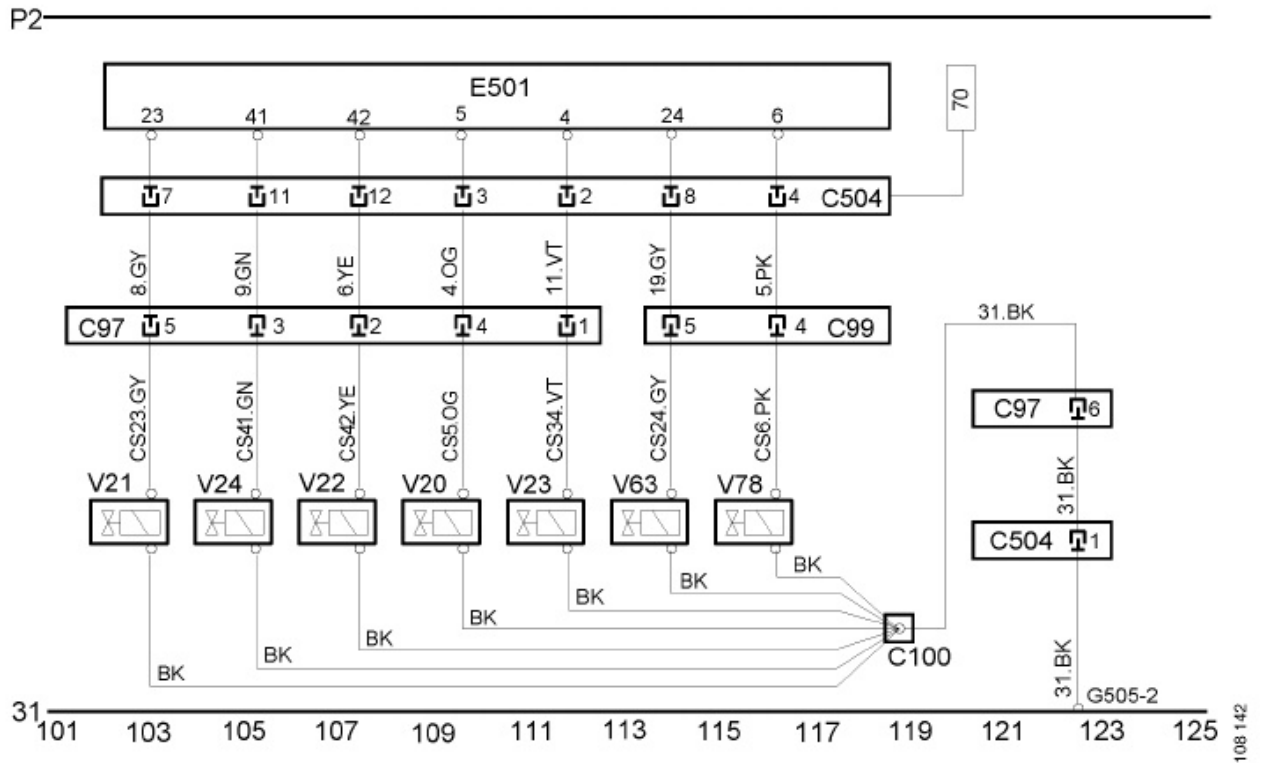 P2
E501
23 41 42 5 4 24 6
70
7 11 12 3 2 8 4 C504
8.GY 9.GN 6.YE 4.OG 11.VT 19.GY 5.PK
C97 5 3 2 4 1
5 4 C99
31.BK
CS23.GY CS41.GN CS42.YE CS5.OG CS34.VT CS24.GY CS6.PK
C97 6
31.BK
V21 V24 V22 V20 V23 V63 V78
C504 1
BK
BK
BK
BK
BK
BK
BK
C100
31.BK
G505-2
31
101 103 105 107 109 111 113 115 117 119 121 123 125
108 142